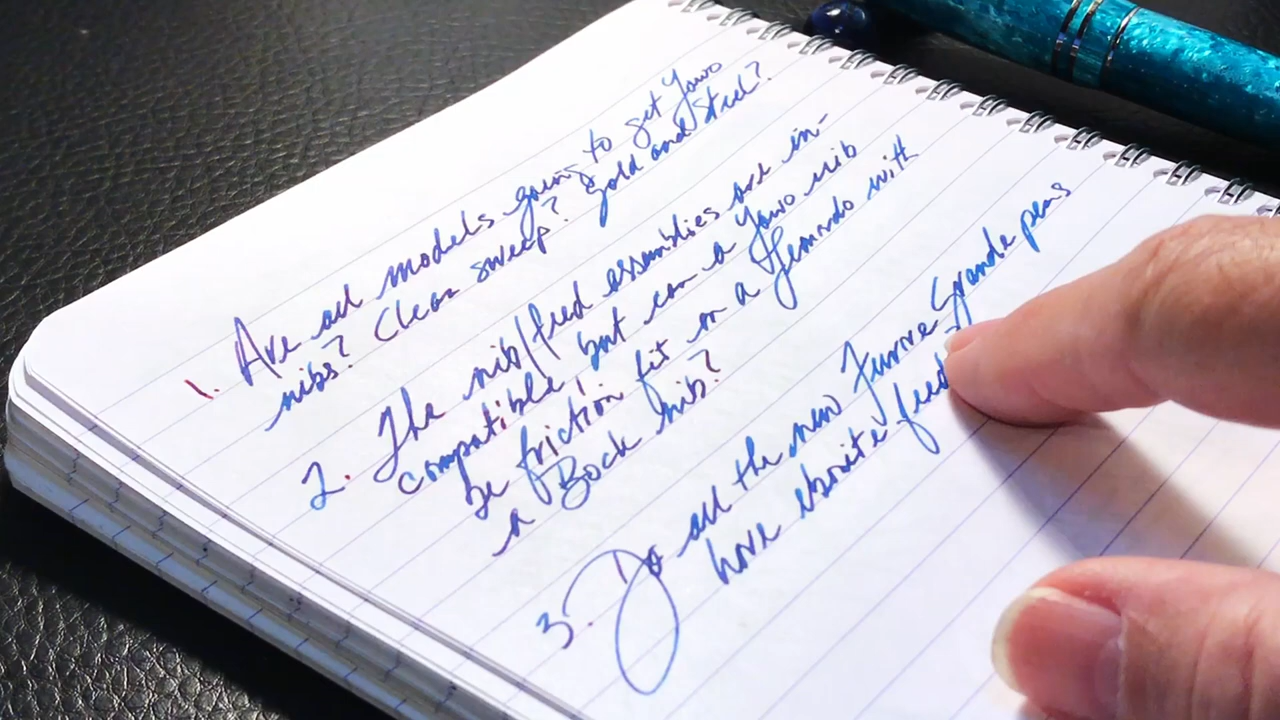 1. Are all models going to get Jowo
nibs? Clean sweep? Gold and Steel?
2. The nib/feed assemblies are in-
compatible, but can a Jowo nib
be friction fit on a Leonardo with
a Bock nib?
3. Do all the new Furore Grande pens
have ebonite feed